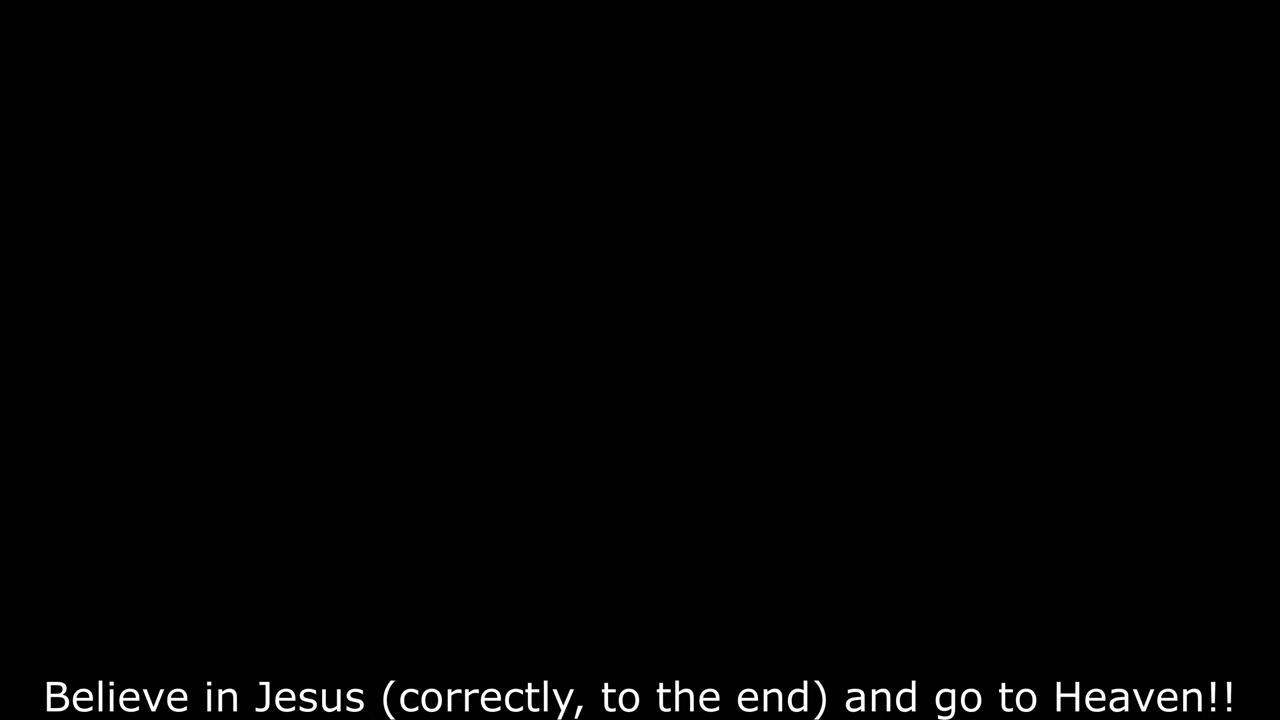 Believe in Jesus (correctly, to the end) and go to Heaven!!